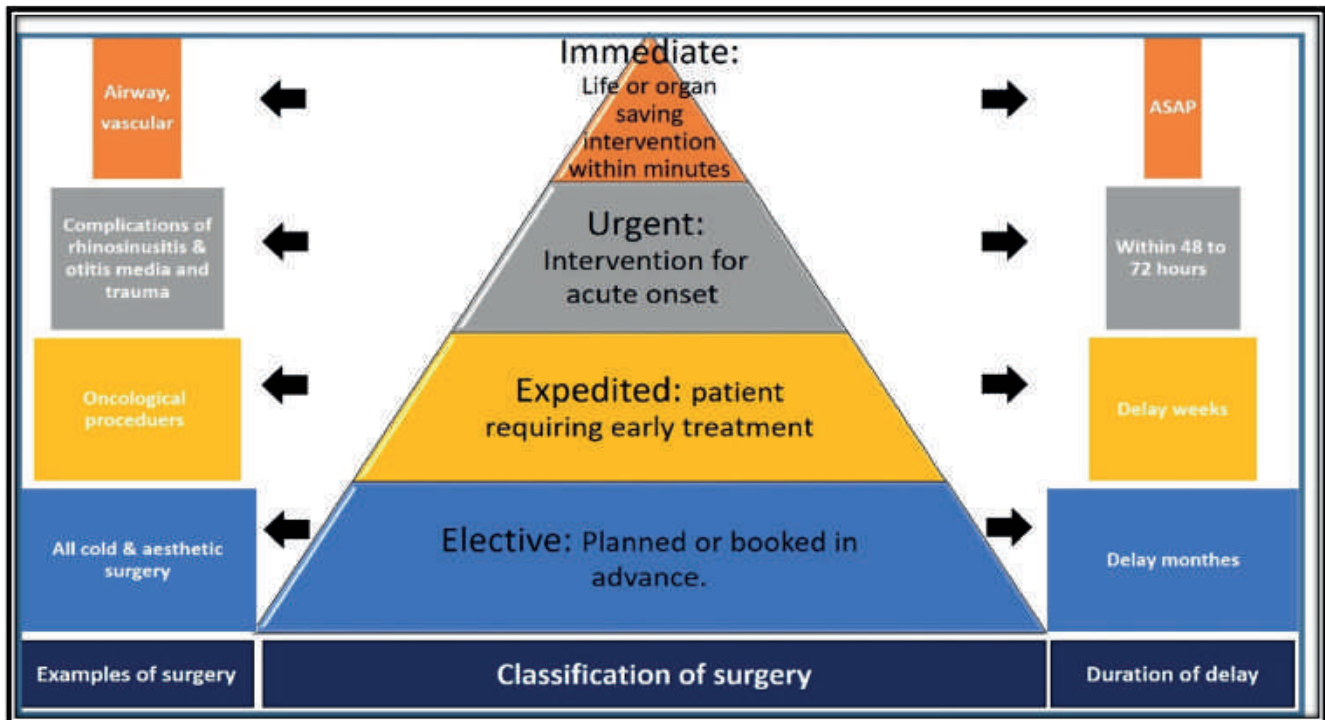 Airway,
vascular
Immediate:
Life or organ
saving
intervention
within minutes
ASAP
Complications of
rhinosinusitis &
otitis media and
trauma
Urgent:
Intervention for
acute onset
Within 48 to
72 hours
Oncological
proceduers
Expedited: patient
requiring early treatment
Delay weeks
All cold & aesthetic
surgery
Elective: Planned or booked in
advance.
Delay monthes
Examples of surgery
Classification of surgery
Duration of delay